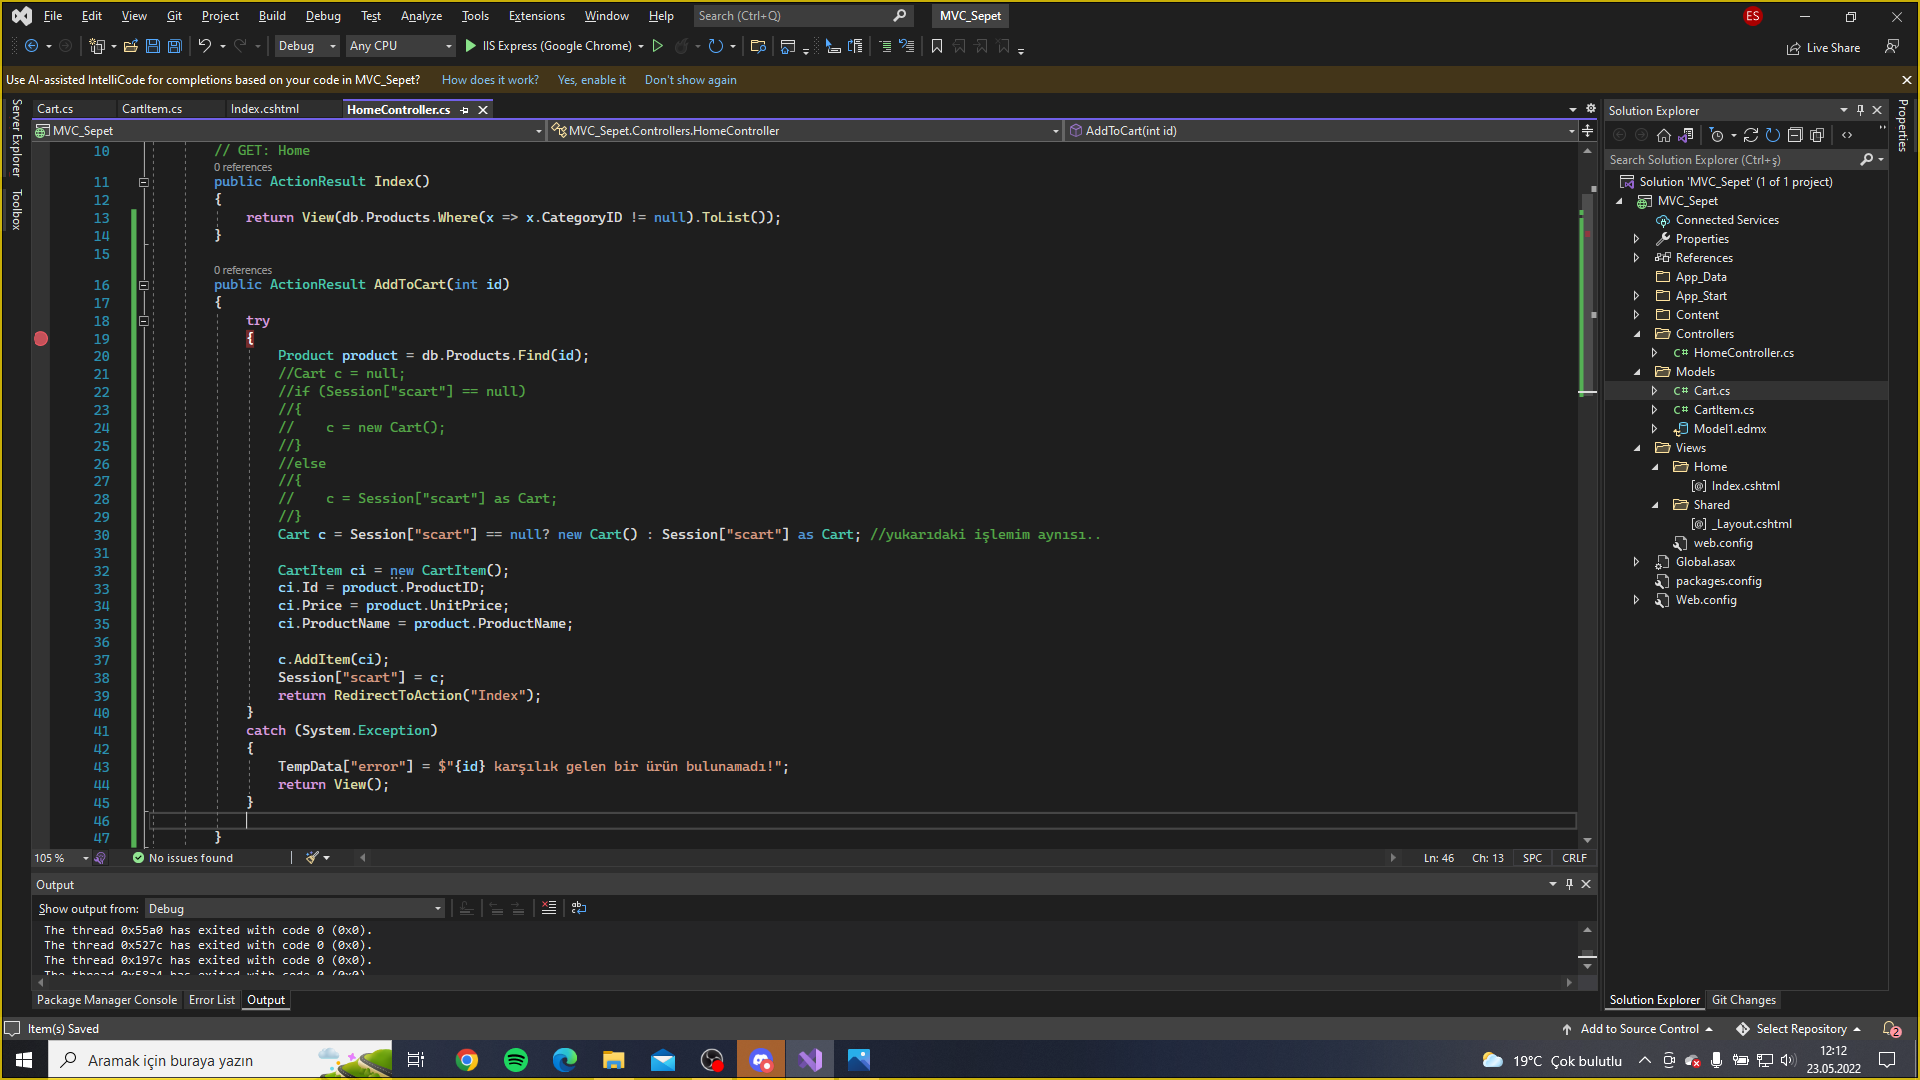 File Edit View Git Project Build Debug Test Analyze Tools Extensions Window Help Search (Ctrl+Q) MVC_Sepet ES
Debug Any CPU IIS Express (Google Chrome) Live Share
Use AI-assisted IntelliCode for completions based on your code in MVC_Sepet? How does it work? Yes, enable it Don't show again
Server Explorer
Toolbox
Cart.cs CartItem.cs Index.cshtml HomeController.cs
MVC_Sepet MVC_Sepet.Controllers.HomeController AddToCart(int id)
10 // GET: Home
0 references
11 public ActionResult Index()
12 {
13 return View(db.Products.Where(x => x.CategoryID != null).ToList());
14 }
15
0 references
16 public ActionResult AddToCart(int id)
17 {
18 try
19 {
20 Product product = db.Products.Find(id);
21 //Cart c = null;
22 //if (Session["scart"] == null)
23 //{
24 // c = new Cart();
25 //}
26 //else
27 //{
28 // c = Session["scart"] as Cart;
29 //}
30 Cart c = Session["scart"] == null? new Cart() : Session["scart"] as Cart; //yukarıdaki işlemim aynısı..
31
32 CartItem ci = new CartItem();
33 ci.Id = product.ProductID;
34 ci.Price = product.UnitPrice;
35 ci.ProductName = product.ProductName;
36
37 c.AddItem(ci);
38 Session["scart"] = c;
39 return RedirectToAction("Index");
40 }
41 catch (System.Exception)
42 {
43 TempData["error"] = $"{id} karşılık gelen bir ürün bulunamadı!";
44 return View();
45 }
46
47 }
105 % No issues found Ln: 46 Ch: 13 SPC CRLF
Output
Show output from: Debug
The thread 0x55a0 has exited with code 0 (0x0).
The thread 0x527c has exited with code 0 (0x0).
The thread 0x197c has exited with code 0 (0x0).
The thread 0x58a4 has exited with code 0 (0x0).
Package Manager Console Error List Output
Solution Explorer
Search Solution Explorer (Ctrl+ş)
Solution 'MVC_Sepet' (1 of 1 project)
MVC_Sepet
Connected Services
Properties
References
App_Data
App_Start
Content
Controllers
C# HomeController.cs
Models
C# Cart.cs
C# CartItem.cs
Model1.edmx
Views
Home
[@] Index.cshtml
Shared
[@] _Layout.cshtml
web.config
Global.asax
packages.config
Web.config
Solution Explorer Git Changes
Properties
Item(s) Saved Add to Source Control Select Repository 2
Aramak için buraya yazın 19°C Çok bulutlu 12:12
23.05.2022